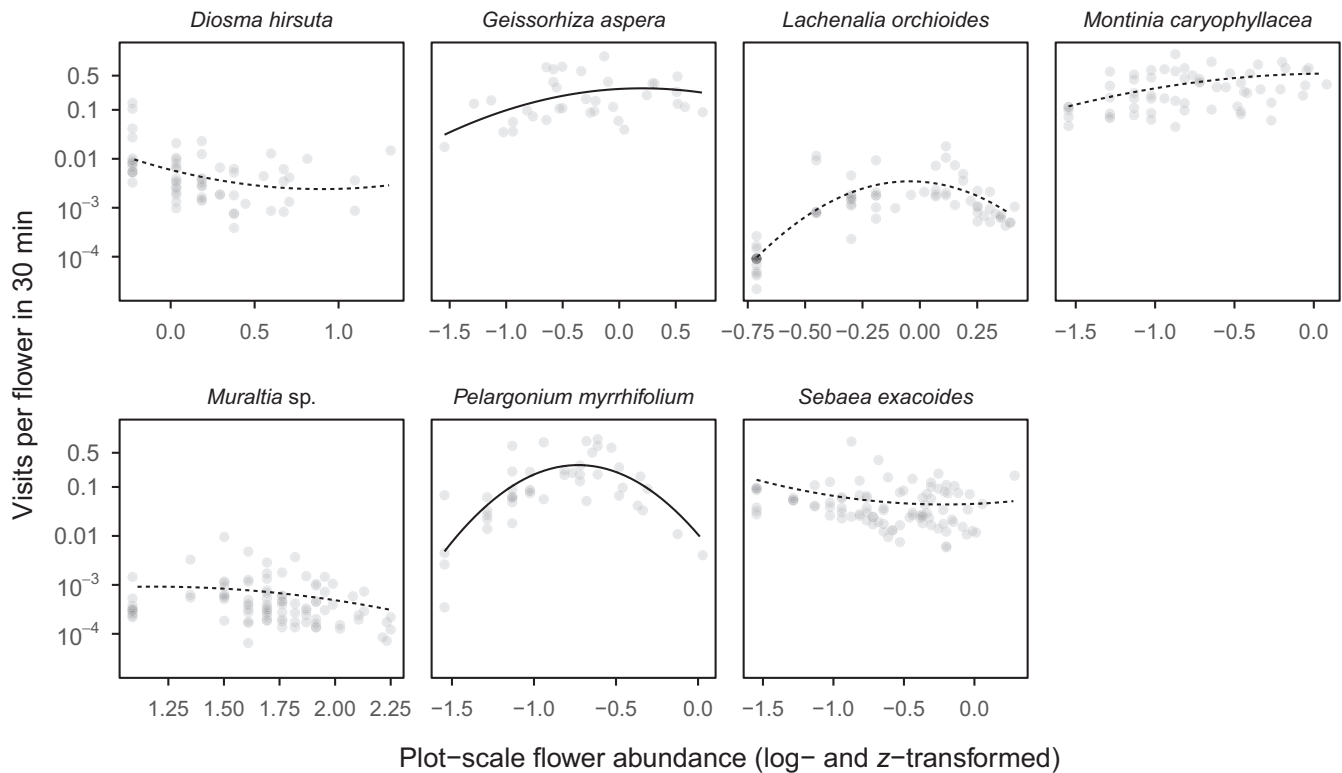 Diosma hirsuta
Geissorhiza aspera
Lachenalia orchioides
Montinia caryophyllacea
0.5
0.1
0.01
10−3
10−4
0.0 0.5 1.0
−1.5 −1.0 −0.5 0.0 0.5
−0.75 −0.50 −0.25 0.00 0.25
−1.5 −1.0 −0.5 0.0
Visits per flower in 30 min
Muraltia sp.
Pelargonium myrrhifolium
Sebaea exacoides
0.5
0.1
0.01
10−3
10−4
1.25 1.50 1.75 2.00 2.25
−1.5 −1.0 −0.5 0.0
−1.5 −1.0 −0.5 0.0
Plot−scale flower abundance (log− and z−transformed)